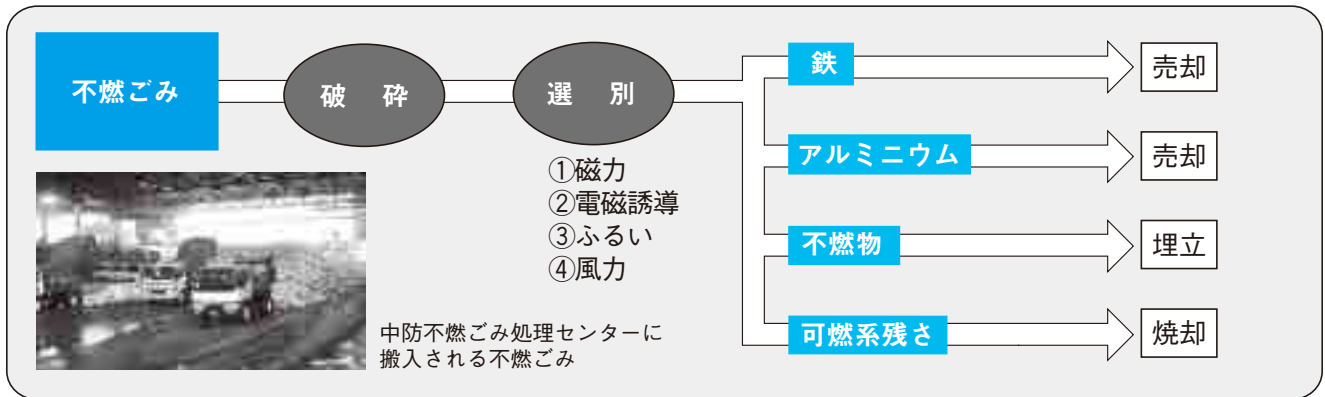 不燃ごみ
破 砕
選 別
①磁力
②電磁誘導
③ふるい
④風力
鉄
売却
アルミニウム
売却
不燃物
埋立
可燃系残さ
焼却
中防不燃ごみ処理センターに
搬入される不燃ごみ